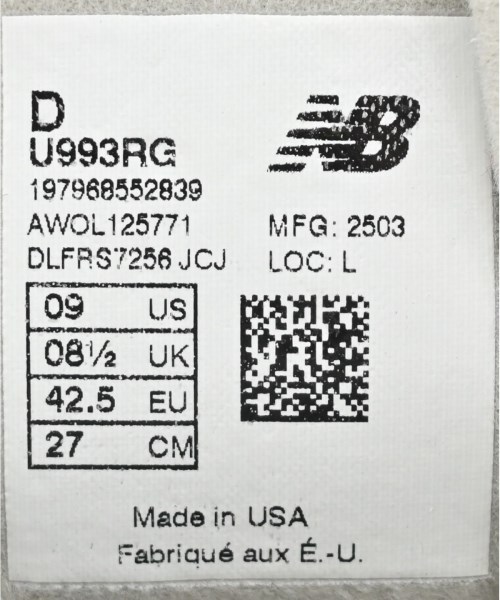 D
NB
U993RG
197968552839
AWOL125771
MFG: 2503
DLFRS7256 JCJ
LOC: L
09 US
08½ UK
42.5 EU
27 CM
Made in USA
Fabriqué aux É.-U.